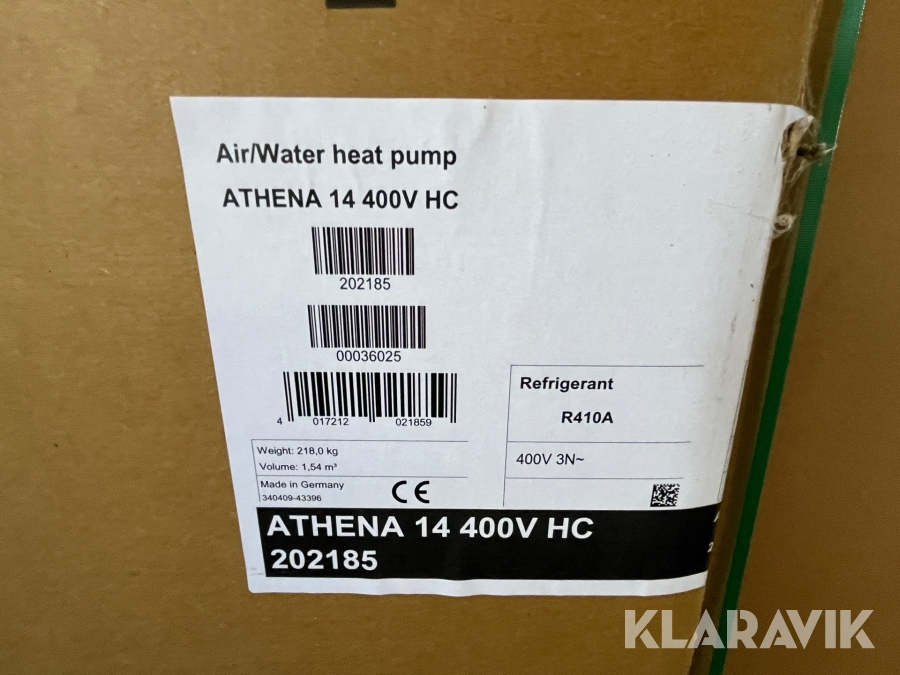 Air/Water heat pump
ATHENA 14 400V HC
202185
00036025
4 017212 021859
Refrigerant
R410A
400V 3N~
Weight: 218,0 kg
Volume: 1,54 m³
Made in Germany
340409-43396
CE
ATHENA 14 400V HC
202185
KLARAVIK